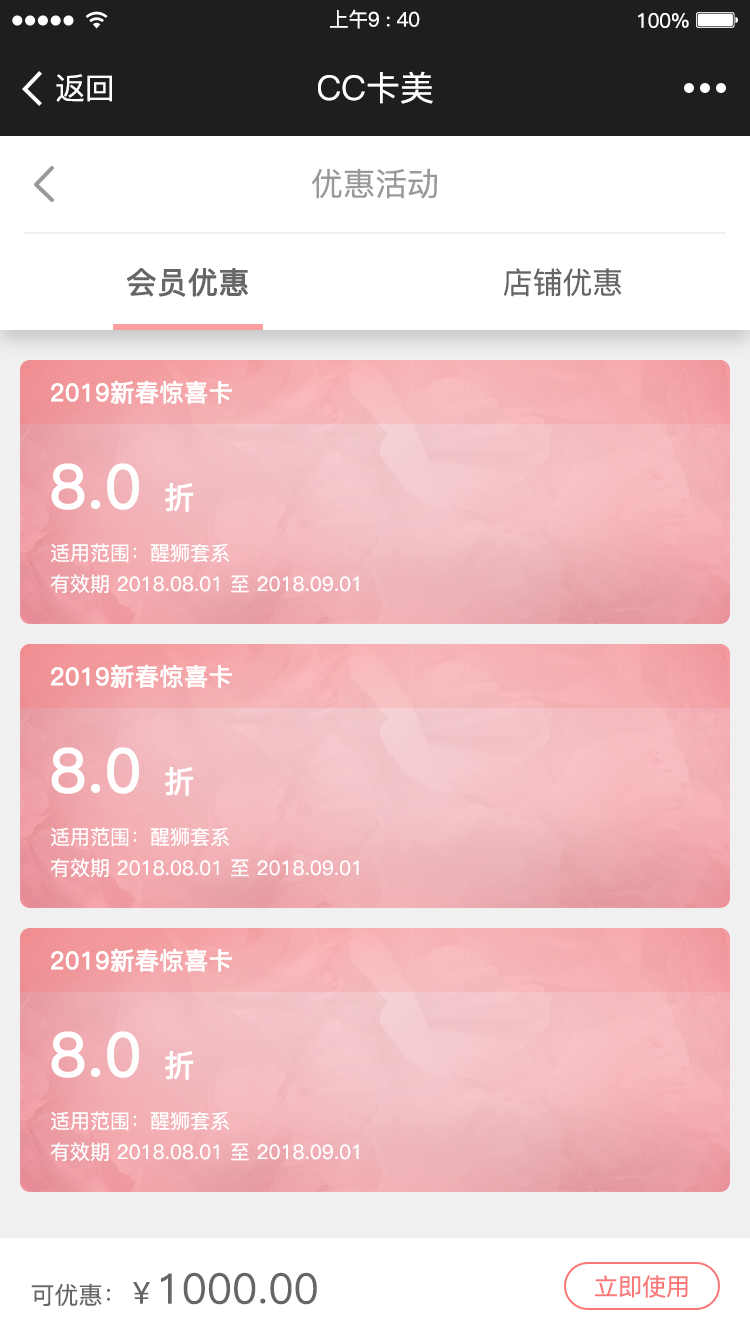 上午9 : 40
100%
返回
CC卡美
优惠活动
会员优惠
店铺优惠
2019新春惊喜卡
8.0 折
适用范围：醒狮套系
有效期 2018.08.01 至 2018.09.01
2019新春惊喜卡
8.0 折
适用范围：醒狮套系
有效期 2018.08.01 至 2018.09.01
2019新春惊喜卡
8.0 折
适用范围：醒狮套系
有效期 2018.08.01 至 2018.09.01
可优惠：￥1000.00
立即使用